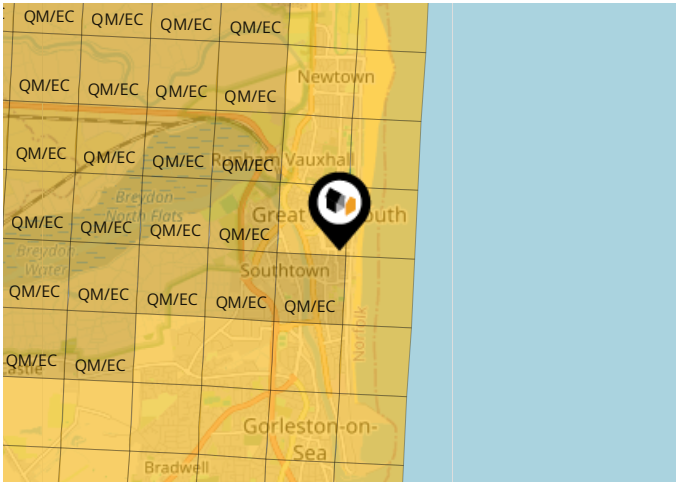 QM/EC QM/EC QM/EC QM/EC
Newtown
QM/EC QM/EC QM/EC QM/EC
QM/EC QM/EC QM/EC QM/EC
Runham Vauxhall
Breydon
North Flats
Great outh
QM/EC QM/EC QM/EC QM/EC
Breydon
Water
Southtown
QM/EC QM/EC QM/EC QM/EC QM/EC
Norfolk
QM/EC QM/EC
astle
Gorleston-on-
Sea
Bradwell